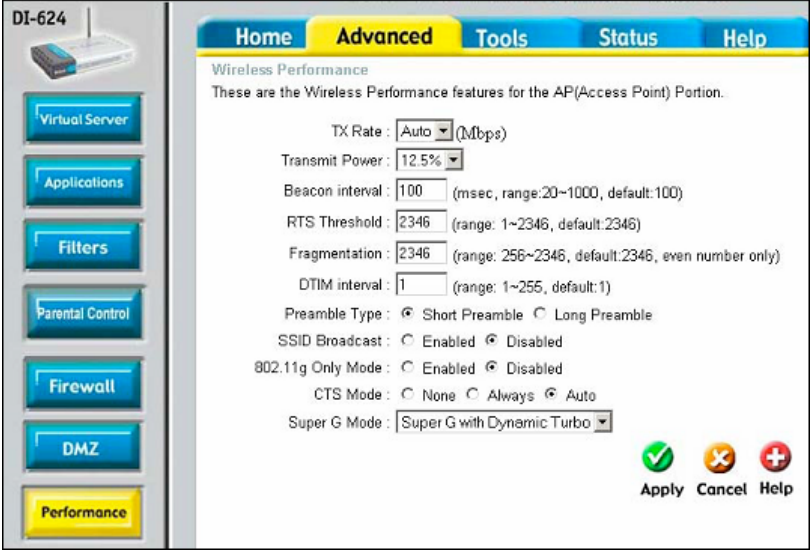 DI-624
Home Advanced Tools Status Help
Wireless Performance
These are the Wireless Performance features for the AP(Access Point) Portion.
TX Rate : Auto (Mbps)
Transmit Power : 12.5%
Beacon interval : 100 (msec, range:20~1000, default:100)
RTS Threshold : 2346 (range: 1~2346, default:2346)
Fragmentation : 2346 (range: 256~2346, default:2346, even number only)
DTIM interval : 1 (range: 1~255, default:1)
Preamble Type : Short Preamble Long Preamble
SSID Broadcast : Enabled Disabled
802.11g Only Mode : Enabled Disabled
CTS Mode : None Always Auto
Super G Mode : Super G with Dynamic Turbo
Apply Cancel Help
Virtual Server
Applications
Filters
Parental Control
Firewall
DMZ
Performance